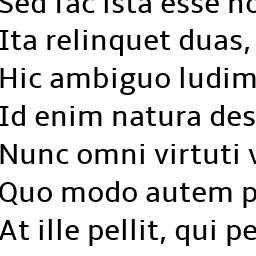 Sed fac ista esse no
Ita relinquet duas,
Hic ambiguo ludim
Id enim natura des
Nunc omni virtuti v
Quo modo autem p
At ille pellit, qui pe